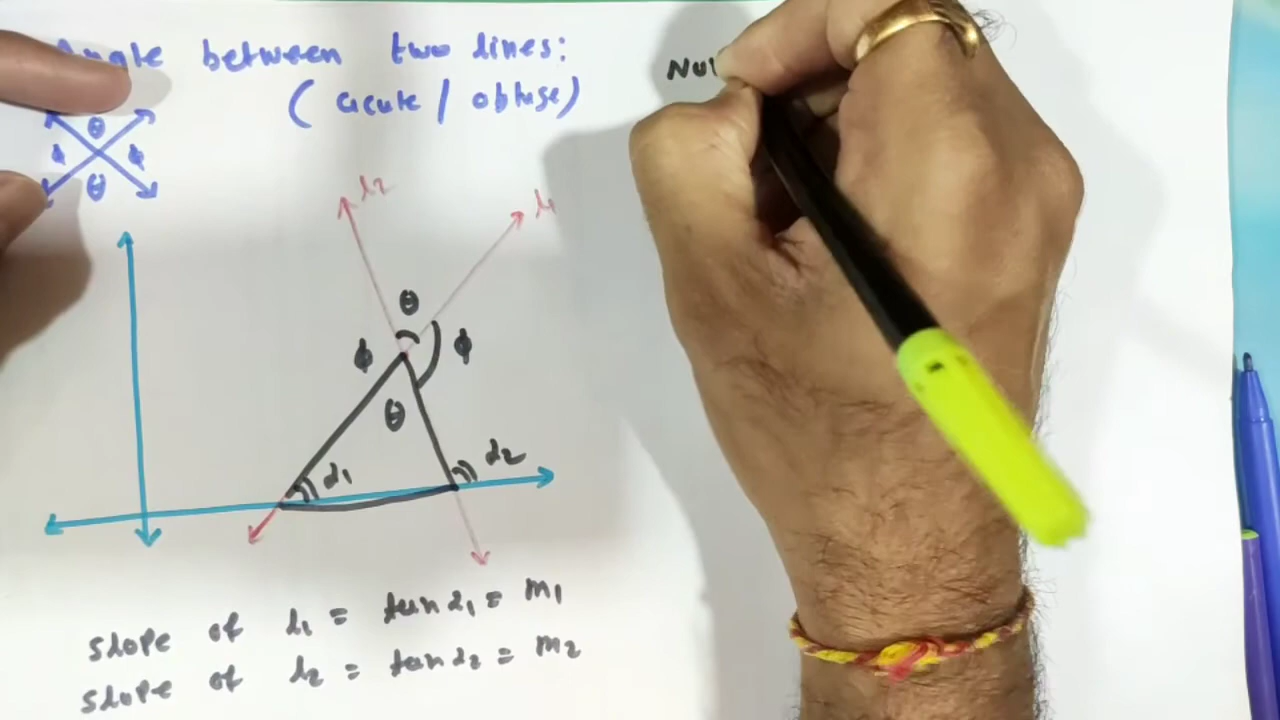 Angle between two lines:
( acute / obtuse )
θ
ϕ ϕ
θ
l2 l1
θ
ϕ ϕ
θ
α1 α2
slope of l1 = tan α1 = m1
slope of l2 = tan α2 = m2